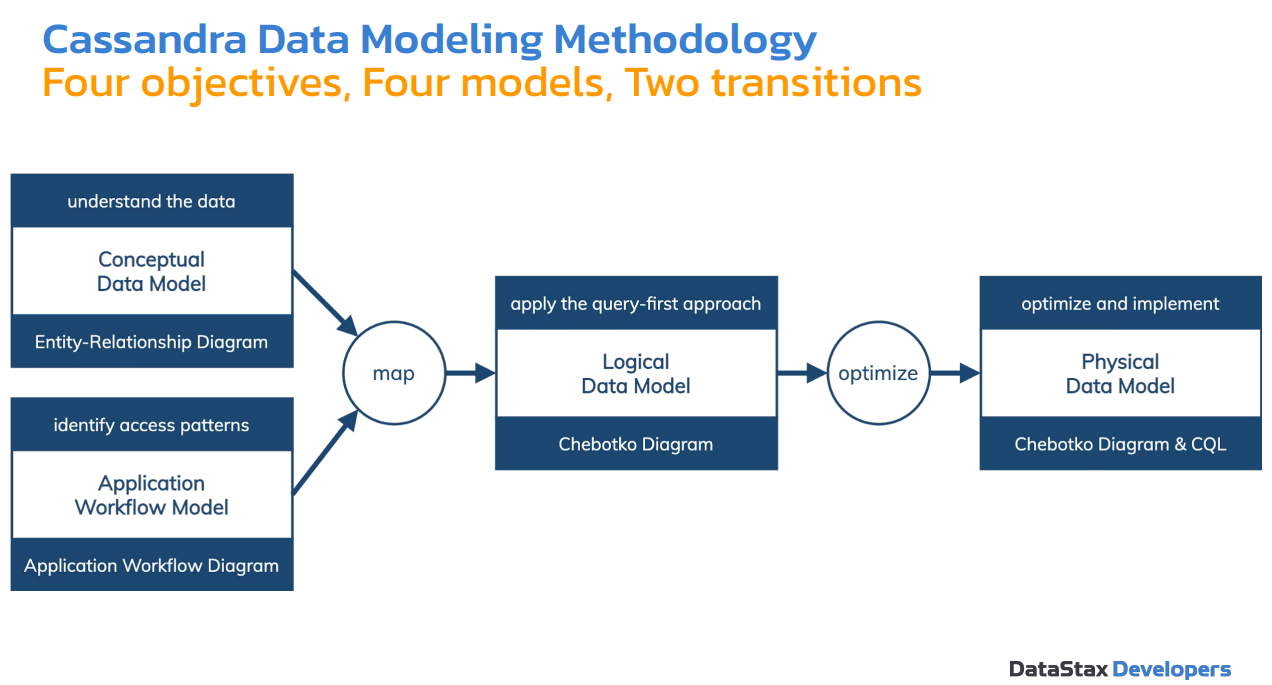 Cassandra Data Modeling Methodology
Four objectives, Four models, Two transitions
understand the data
Conceptual
Data Model
Entity-Relationship Diagram
identify access patterns
Application
Workflow Model
Application Workflow Diagram
map
apply the query-first approach
Logical
Data Model
Chebotko Diagram
optimize
optimize and implement
Physical
Data Model
Chebotko Diagram & CQL
DataStax Developers